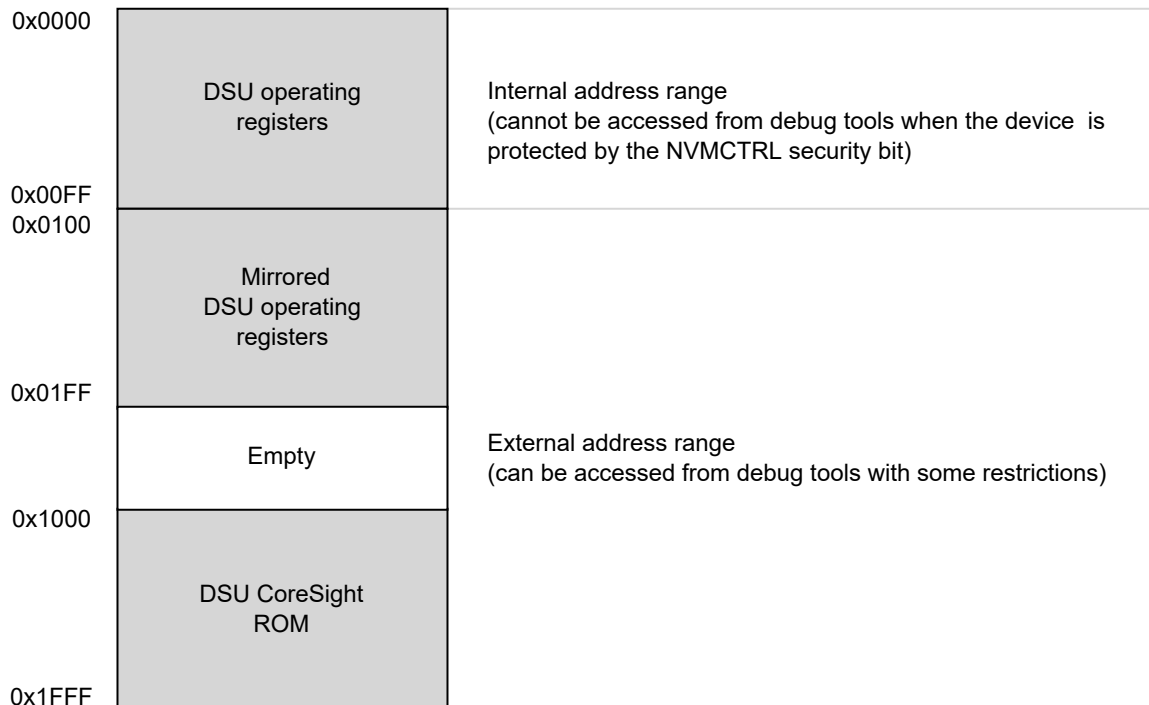 0x0000
DSU operating
registers
Internal address range
(cannot be accessed from debug tools when the device is
protected by the NVMCTRL security bit)
0x00FF
0x0100
Mirrored
DSU operating
registers
0x01FF
Empty
External address range
(can be accessed from debug tools with some restrictions)
0x1000
DSU CoreSight
ROM
0x1FFF